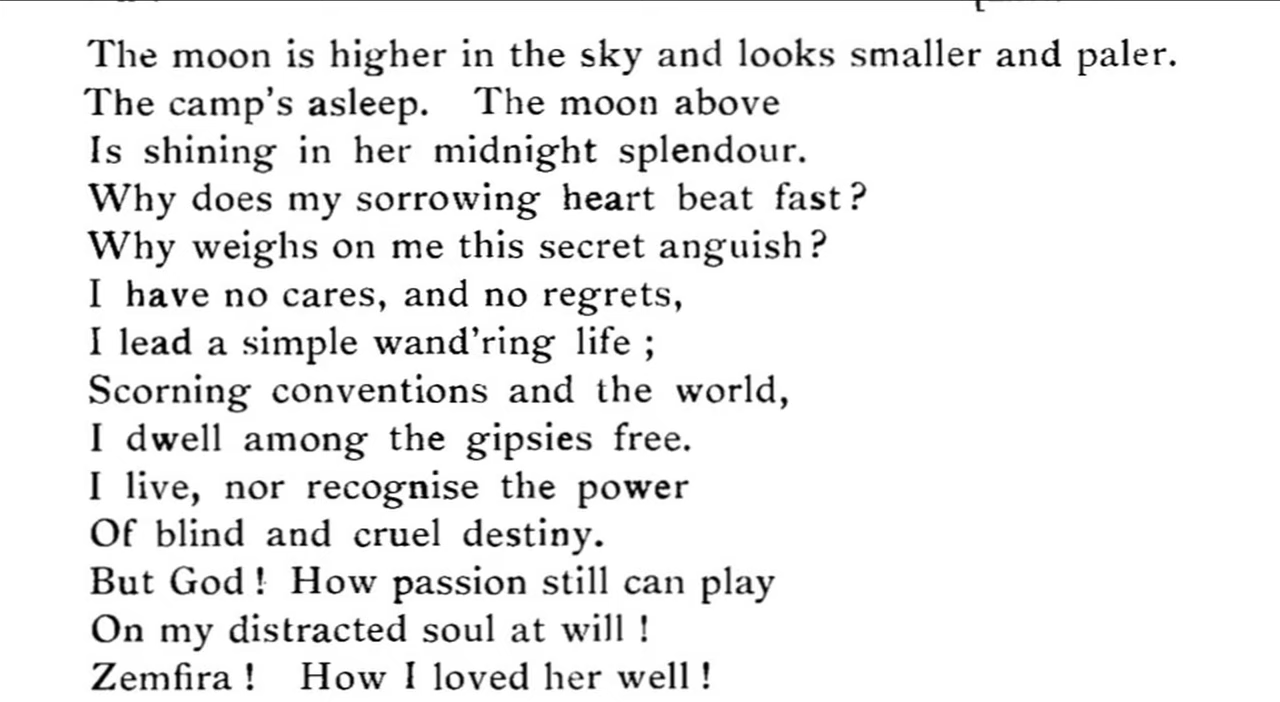 The moon is higher in the sky and looks smaller and paler.
The camp's asleep. The moon above
Is shining in her midnight splendour.
Why does my sorrowing heart beat fast?
Why weighs on me this secret anguish?
I have no cares, and no regrets,
I lead a simple wand'ring life ;
Scorning conventions and the world,
I dwell among the gipsies free.
I live, nor recognise the power
Of blind and cruel destiny.
But God ! How passion still can play
On my distracted soul at will !
Zemfira ! How I loved her well !